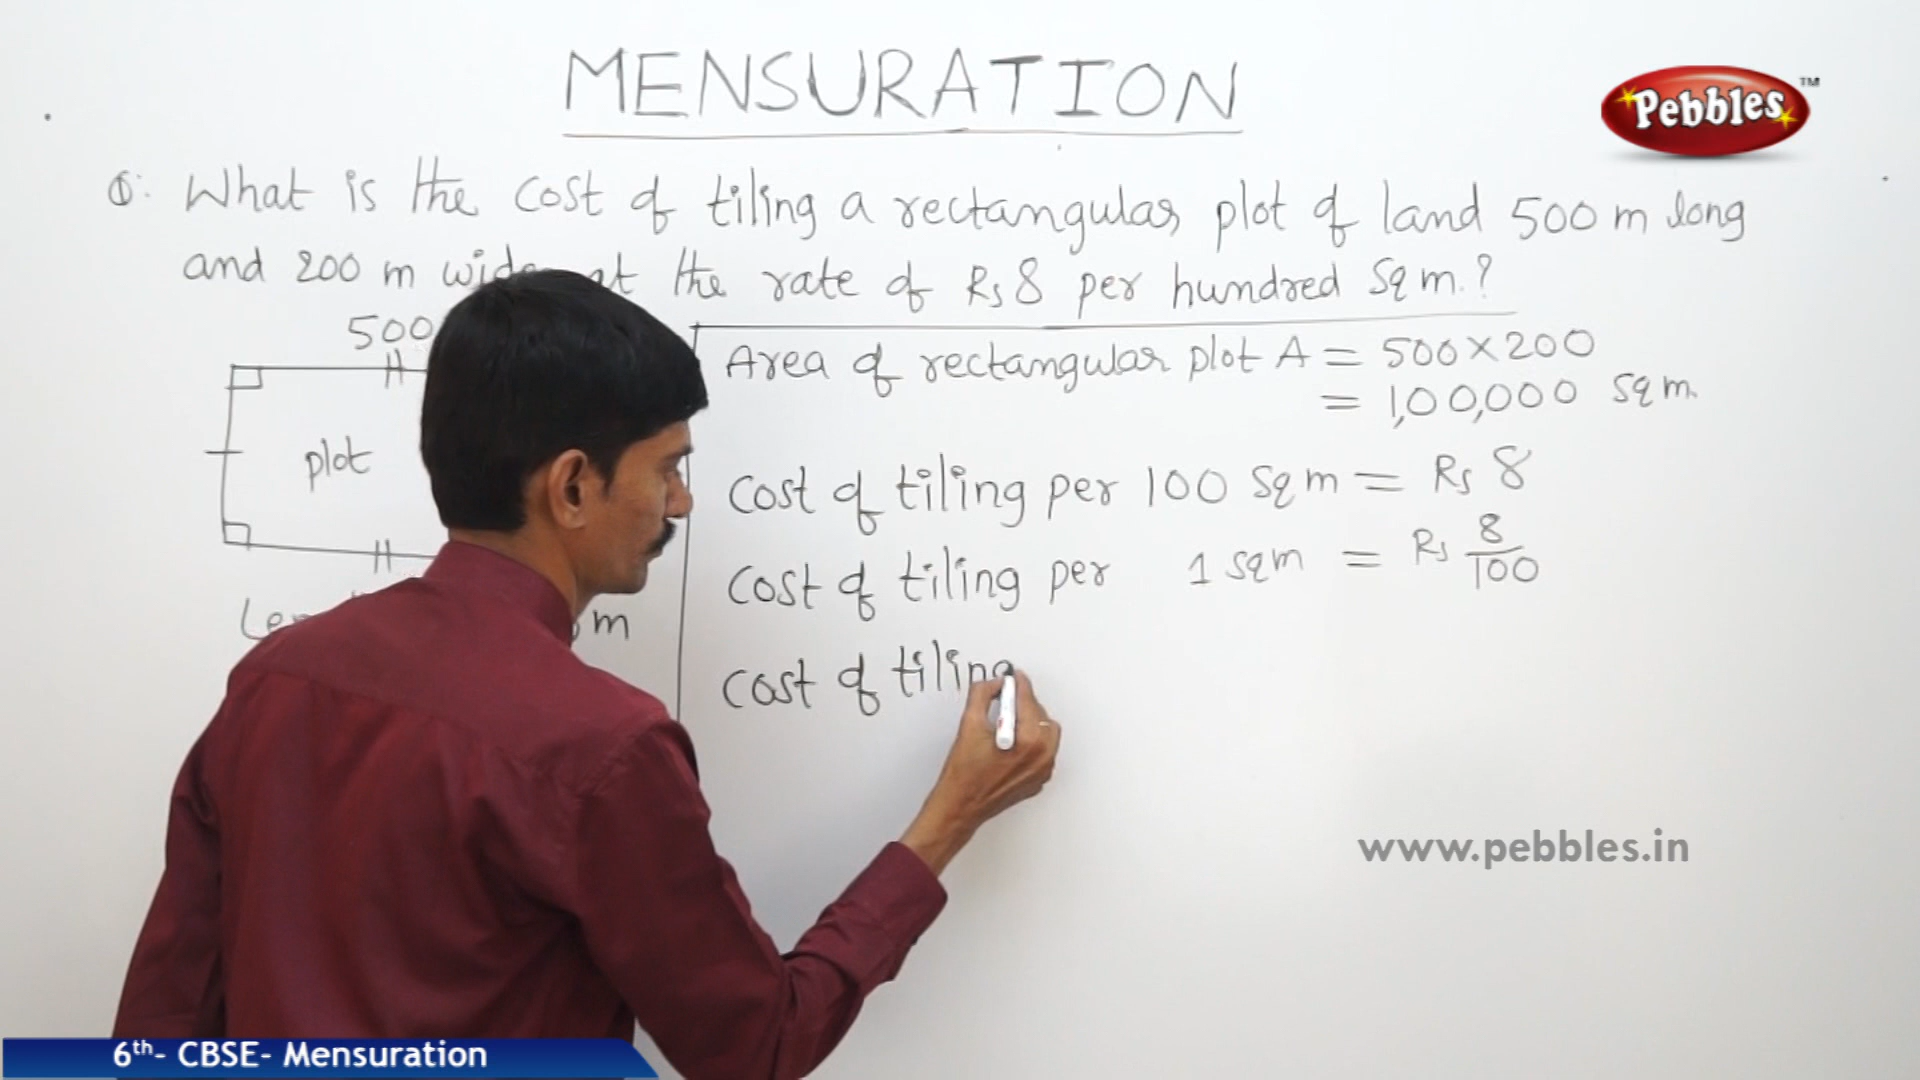 MENSURATION
Pebbles™
Q: What is the cost of tiling a rectangular plot of land 500 m long
and 200 m wide at the rate of Rs 8 per hundred Sq m.?
500
plot
m
Area of rectangular plot A = 500 × 200
= 1,00,000 sq m.
Cost of tiling per 100 sq m = Rs 8
Cost of tiling per 1 sq m = Rs 8/100
Cost of tiling
www.pebbles.in
6th- CBSE- Mensuration